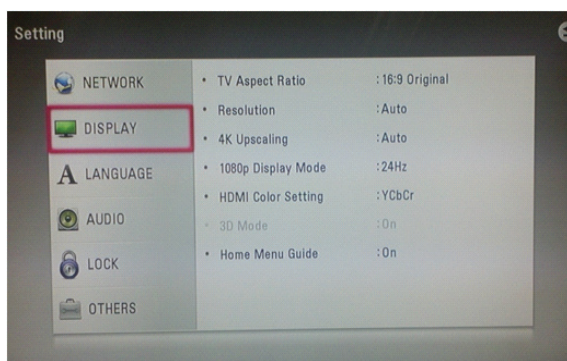 Setting
NETWORK
DISPLAY
LANGUAGE
AUDIO
LOCK
OTHERS
• TV Aspect Ratio : 16:9 Original
• Resolution : Auto
• 4K Upscaling : Auto
• 1080p Display Mode : 24Hz
• HDMI Color Setting : YCbCr
• 3D Mode : On
• Home Menu Guide : On